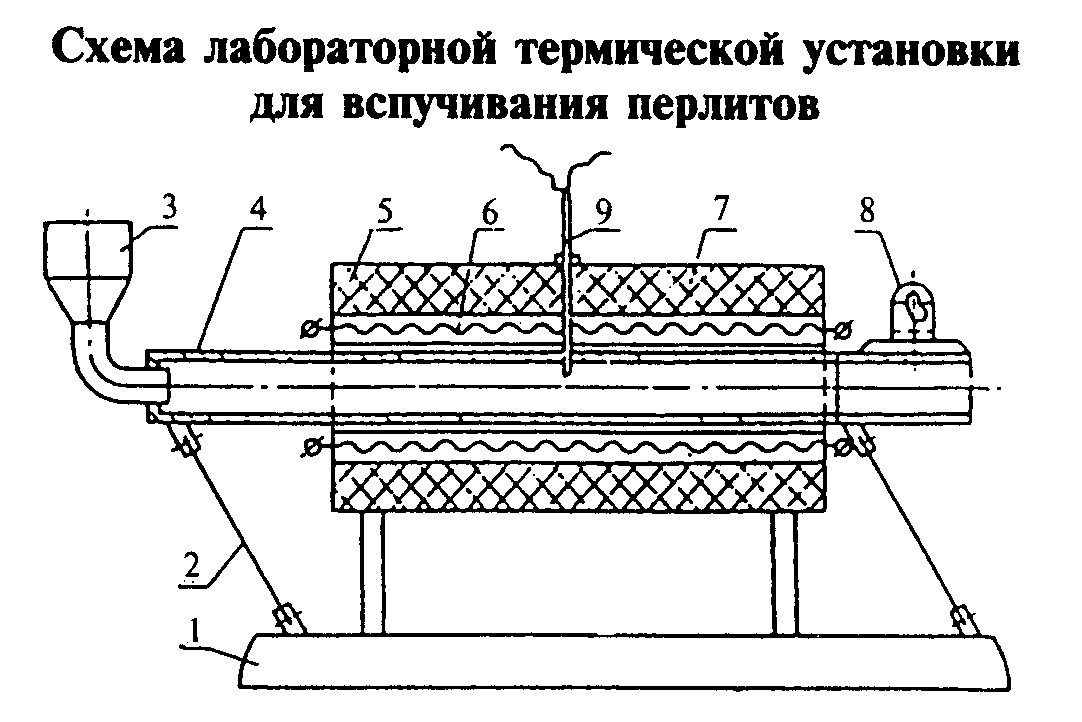 Схема лабораторной термической установки
для вспучивания перлитов
3 4 5 6 9 7 8
2
1